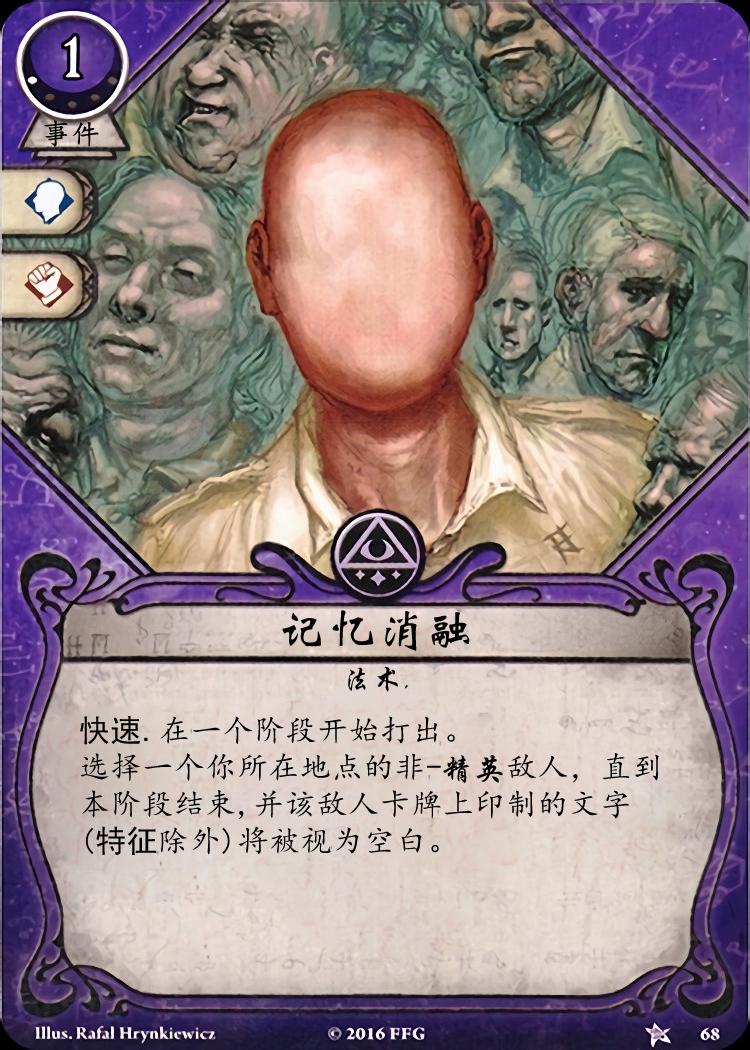 1
事件
记忆消融
法术.
快速. 在一个阶段开始打出。
选择一个你所在地点的非-精英敌人，直到
本阶段结束,并该敌人卡牌上印制的文字
(特征除外)将被视为空白。
Illus. Rafal Hrynkiewicz
© 2016 FFG
68